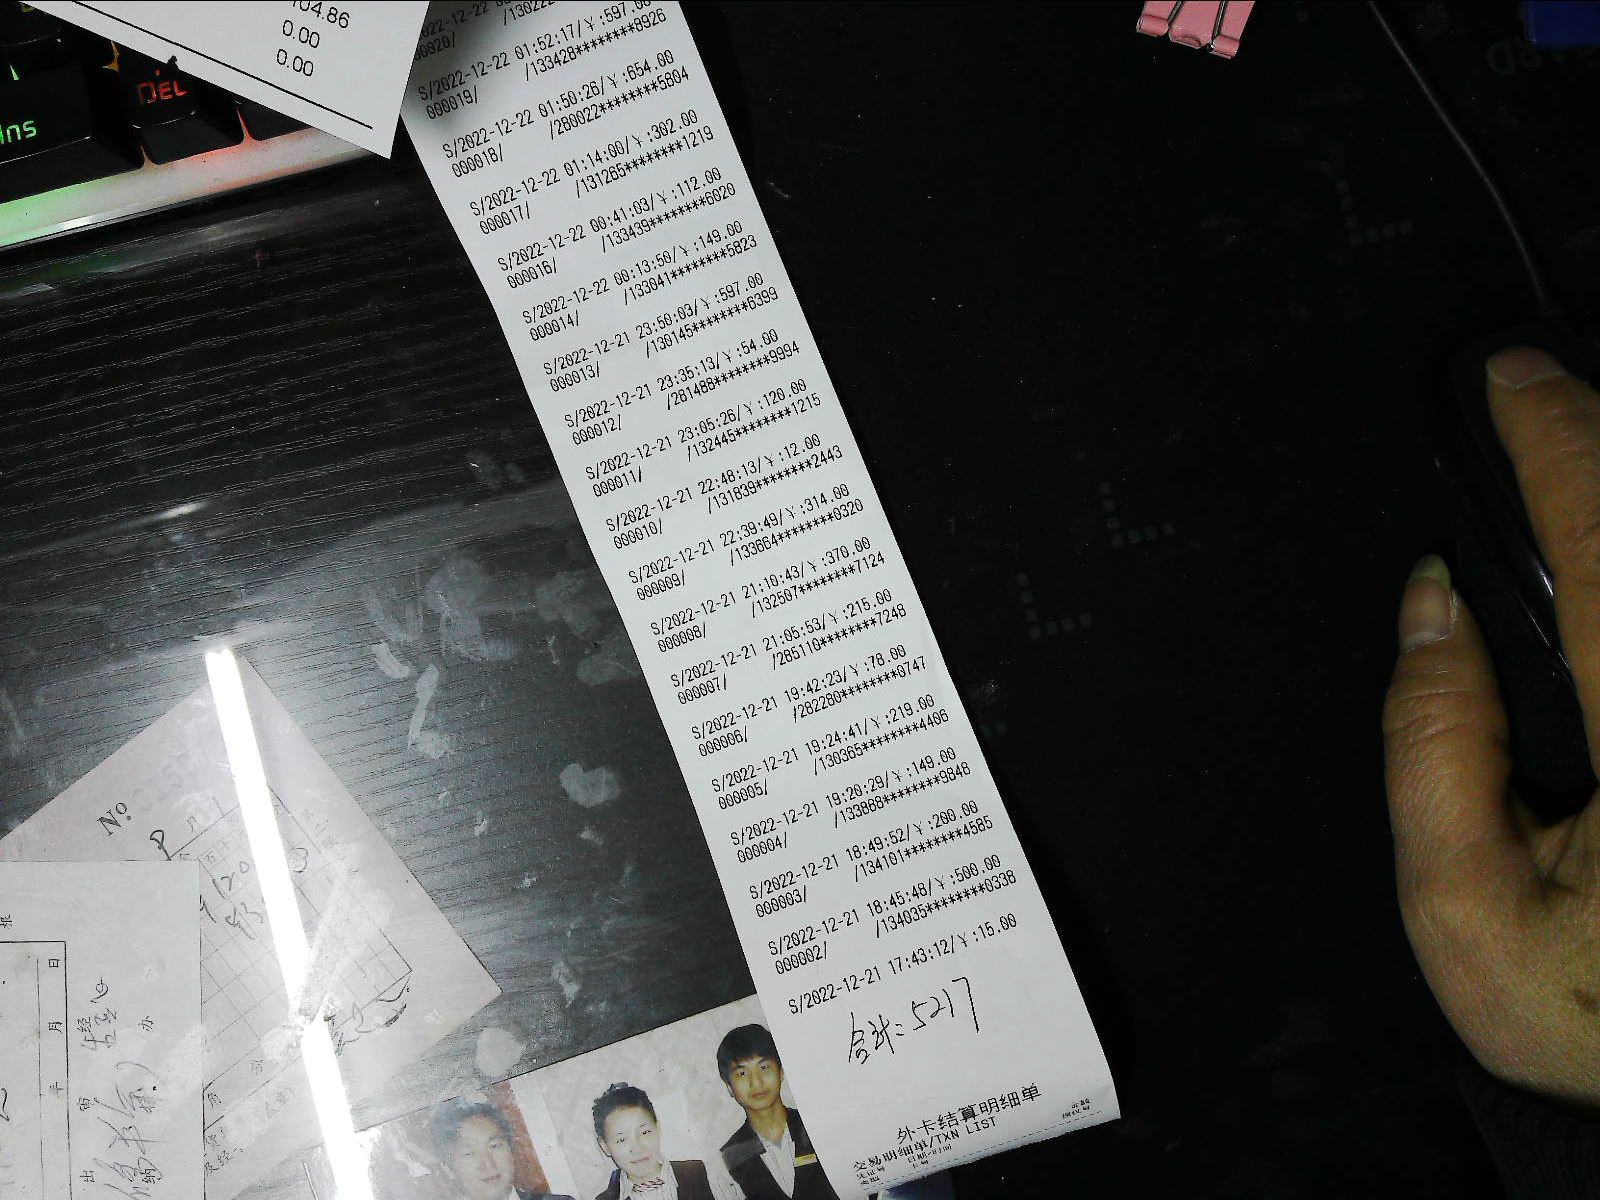 104.86
0.00
0.00
DEL
Ins
000020/
S/2022-12-22 01:52:17/￥:597.00
000019/ /133428********8926
S/2022-12-22 01:50:26/￥:654.00
000018/ /280022********5804
S/2022-12-22 01:14:00/￥:302.00
000017/ /131265********1219
S/2022-12-22 00:41:03/￥:112.00
000016/ /133439********6020
S/2022-12-22 00:13:50/￥:149.00
000014/ /133041********5823
S/2022-12-21 23:50:03/￥:597.00
000013/ /130145********6399
S/2022-12-21 23:35:13/￥:54.00
000012/ /281488********9994
S/2022-12-21 23:05:26/￥:120.00
000011/ /132445********1215
S/2022-12-21 22:48:13/￥:12.00
000010/ /131839********2443
S/2022-12-21 22:39:49/￥:314.00
000009/ /133664********0320
S/2022-12-21 21:10:43/￥:370.00
000008/ /132507********7124
S/2022-12-21 21:05:53/￥:215.00
000007/ /285110********7248
S/2022-12-21 19:42:23/￥:78.00
000006/ /282280********0747
S/2022-12-21 19:24:41/￥:219.00
000005/ /130365********4406
S/2022-12-21 19:20:29/￥:149.00
000004/ /133868********9848
S/2022-12-21 18:49:52/￥:200.00
000003/ /134101********4585
S/2022-12-21 18:45:48/￥:500.00
000002/ /134035********0338
S/2022-12-21 17:43:12/￥:15.00
合计:5217
外卡结算明细单
交易明细单/TXN LIST
No
年 月 日